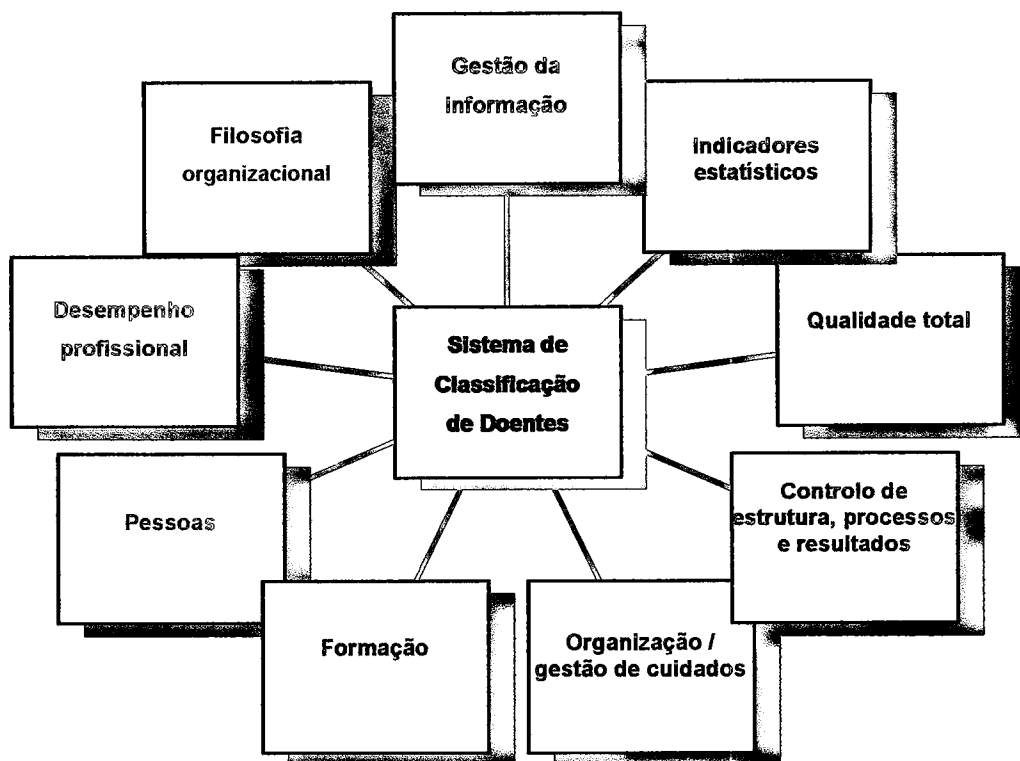 Gestão da
informação
Indicadores
estatísticos
Qualidade total
Controlo de
estrutura, processos
e resultados
Organização /
gestão de cuidados
Formação
Pessoas
Desempenho
profissional
Filosofia
organizacional
Sistema de
Classificação
de Doentes